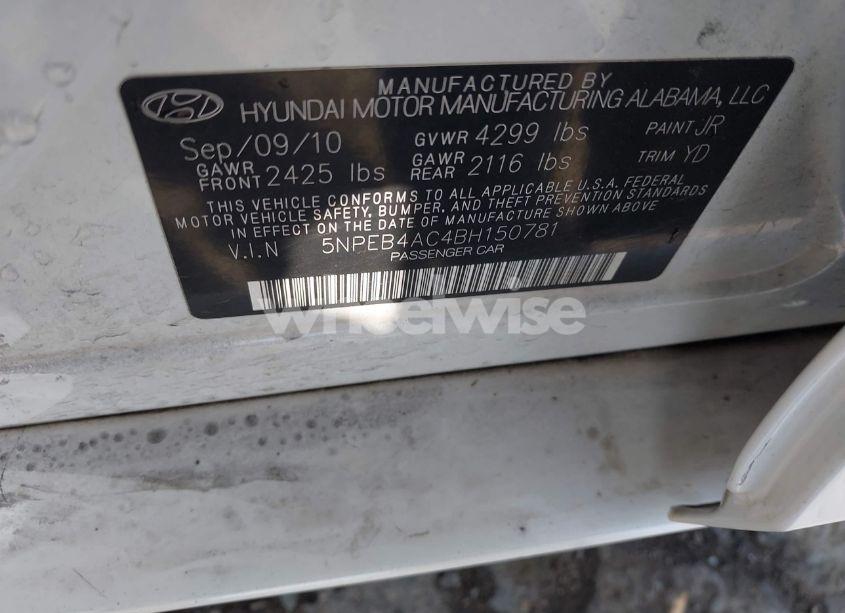 MANUFACTURED BY
HYUNDAI MOTOR MANUFACTURING ALABAMA, LLC
Sep/09/10 GVWR 4299 lbs PAINT JR
GAWR FRONT 2425 lbs GAWR REAR 2116 lbs TRIM YD
THIS VEHICLE CONFORMS TO ALL APPLICABLE U.S.A. FEDERAL
MOTOR VEHICLE SAFETY, BUMPER, AND THEFT PREVENTION STANDARDS
IN EFFECT ON THE DATE OF MANUFACTURE SHOWN ABOVE.
V.I.N 5NPEB4AC4BH150781
PASSENGER CAR
wheelwise